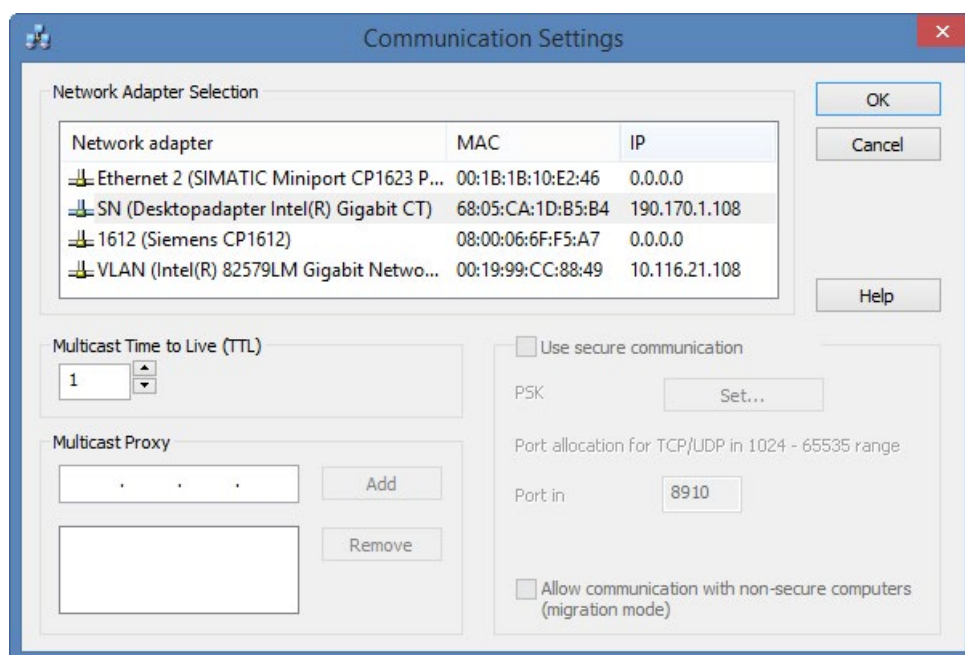 Communication Settings
Network Adapter Selection
Network adapter MAC IP
Ethernet 2 (SIMATIC Miniport CP1623 P... 00:1B:1B:10:E2:46 0.0.0.0
SN (Desktopadapter Intel(R) Gigabit CT) 68:05:CA:1D:B5:B4 190.170.1.108
1612 (Siemens CP1612) 08:00:06:6F:F5:A7 0.0.0.0
VLAN (Intel(R) 82579LM Gigabit Netwo... 00:19:99:CC:88:49 10.116.21.108
OK
Cancel
Help
Multicast Time to Live (TTL)
1
Multicast Proxy
. . .
Add
Remove
Use secure communication
PSK Set...
Port allocation for TCP/UDP in 1024 - 65535 range
Port in 8910
Allow communication with non-secure computers
(migration mode)